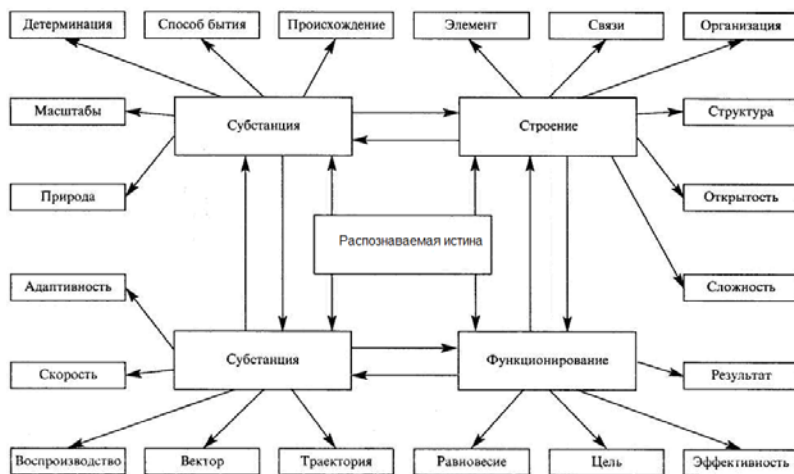 Детерминация
Способ бытия
Происхождение
Элемент
Связи
Организация
Масштабы
Субстанция
Строение
Структура
Природа
Открытость
Распознаваемая истина
Адаптивность
Сложность
Субстанция
Функционирование
Скорость
Результат
Воспроизводство
Вектор
Траектория
Равновесие
Цель
Эффективность